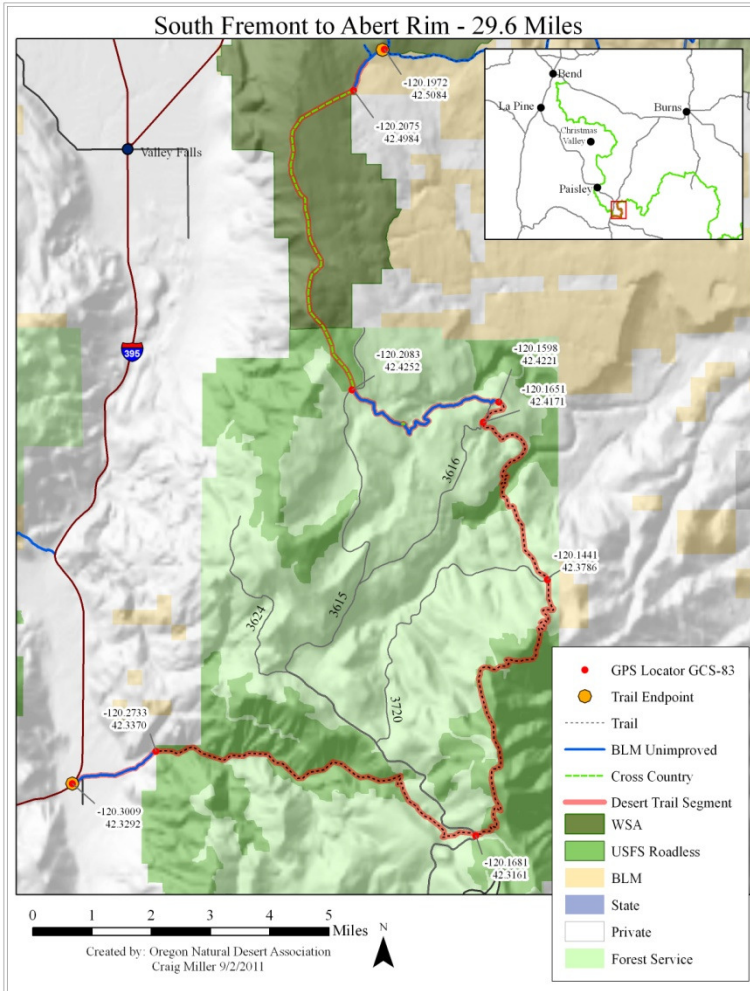 South Fremont to Abert Rim - 29.6 Miles
-120.1972
42.5084
-120.2075
42.4984
Valley Falls
Bend
La Pine
Burns
Christmas
Valley
Paisley
395
-120.2083
42.4252
-120.1598
42.4221
-120.1651
42.4171
3616
-120.1441
42.3786
3624
3615
3720
-120.2733
42.3370
-120.3009
42.3292
-120.1681
42.3161
GPS Locator GCS-83
Trail Endpoint
Trail
BLM Unimproved
Cross Country
Desert Trail Segment
WSA
USFS Roadless
BLM
State
Private
Forest Service
0 1 2 3 4 5
Miles
N
Created by: Oregon Natural Desert Association
Craig Miller 9/2/2011